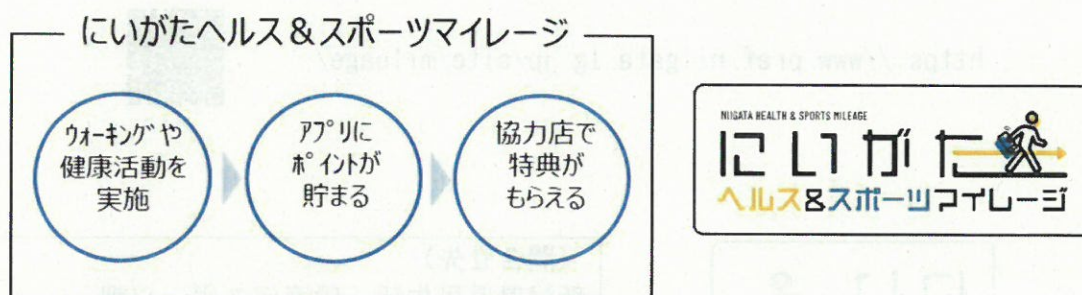 にいがたヘルス＆スポーツマイレージ
ウォーキングや
健康活動を
実施
アプリに
ポイントが
貯まる
協力店で
特典が
もらえる
NIIGATA HEALTH & SPORTS MILEAGE
にいがた
ヘルス&スポーツマイレージ